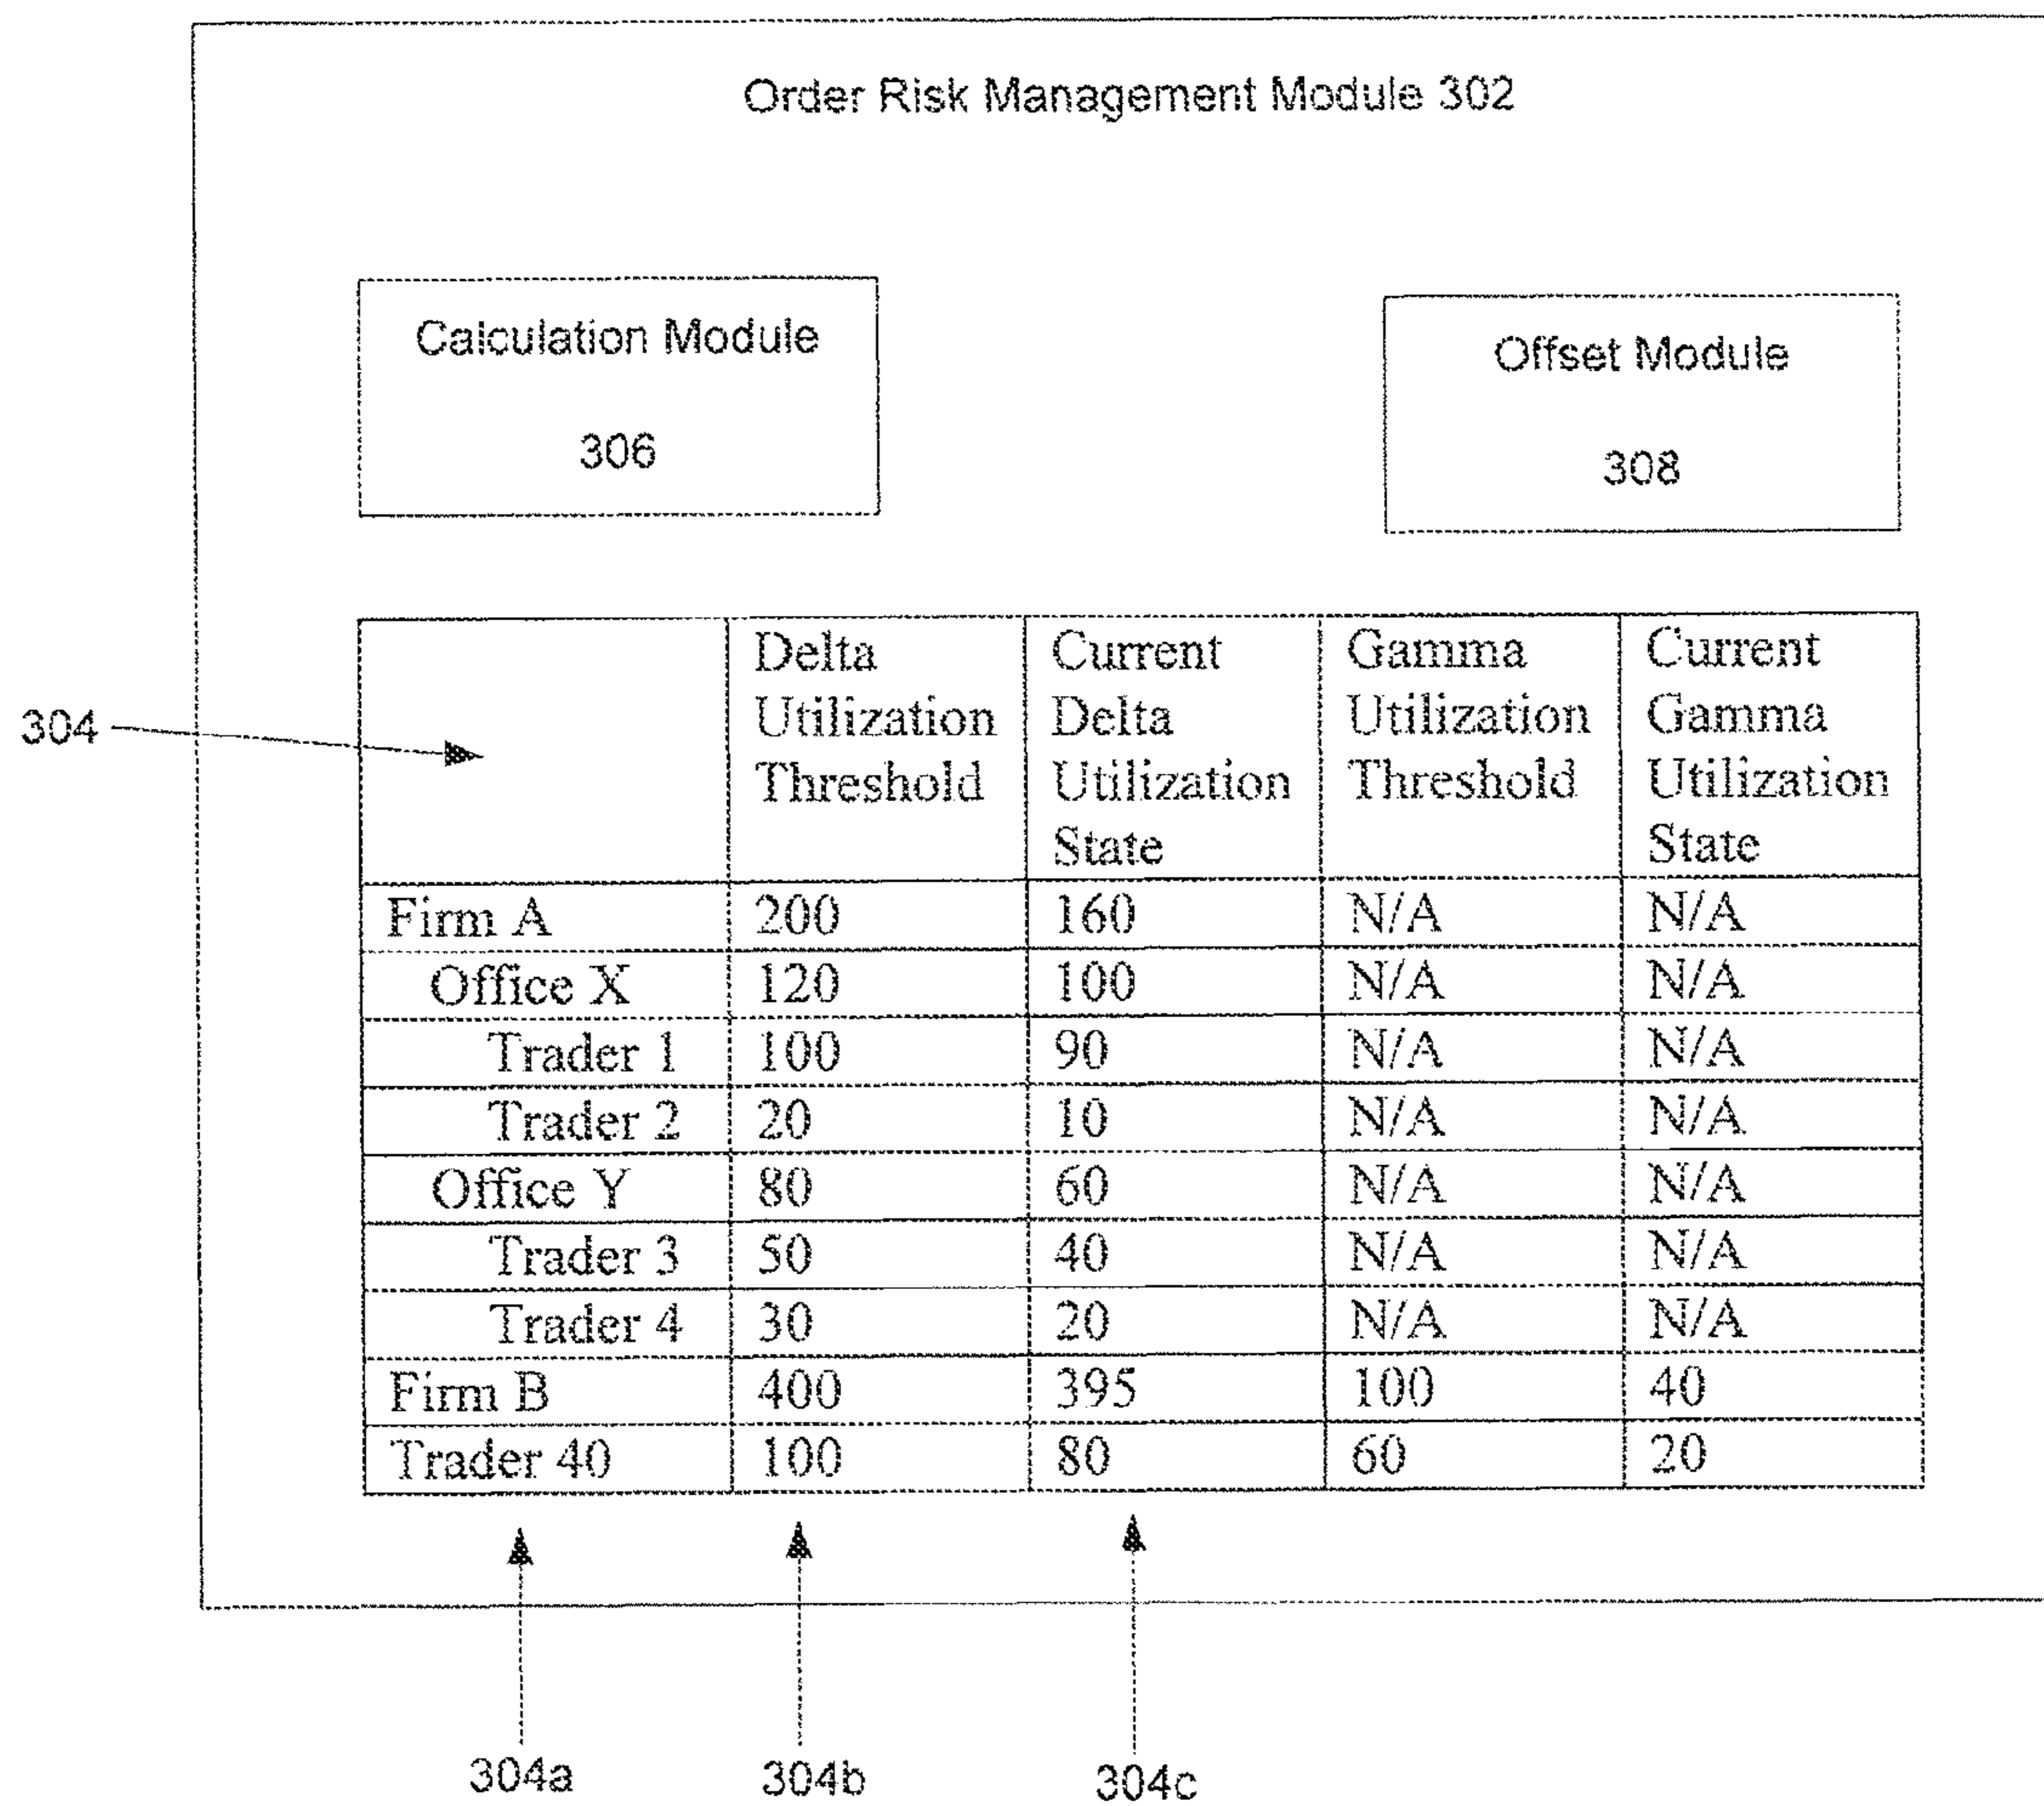 Order Risk Management Module 302
Calculation Module
306
Offset Module
308
304
Delta Utilization Threshold
Current Delta Utilization State
Gamma Utilization Threshold
Current Gamma Utilization State
Firm A 200 160 N/A N/A
Office X 120 100 N/A N/A
Trader 1 100 90 N/A N/A
Trader 2 20 10 N/A N/A
Office Y 80 60 N/A N/A
Trader 3 50 40 N/A N/A
Trader 4 30 20 N/A N/A
Firm B 400 395 100 40
Trader 40 100 80 60 20
304a 304b 304c